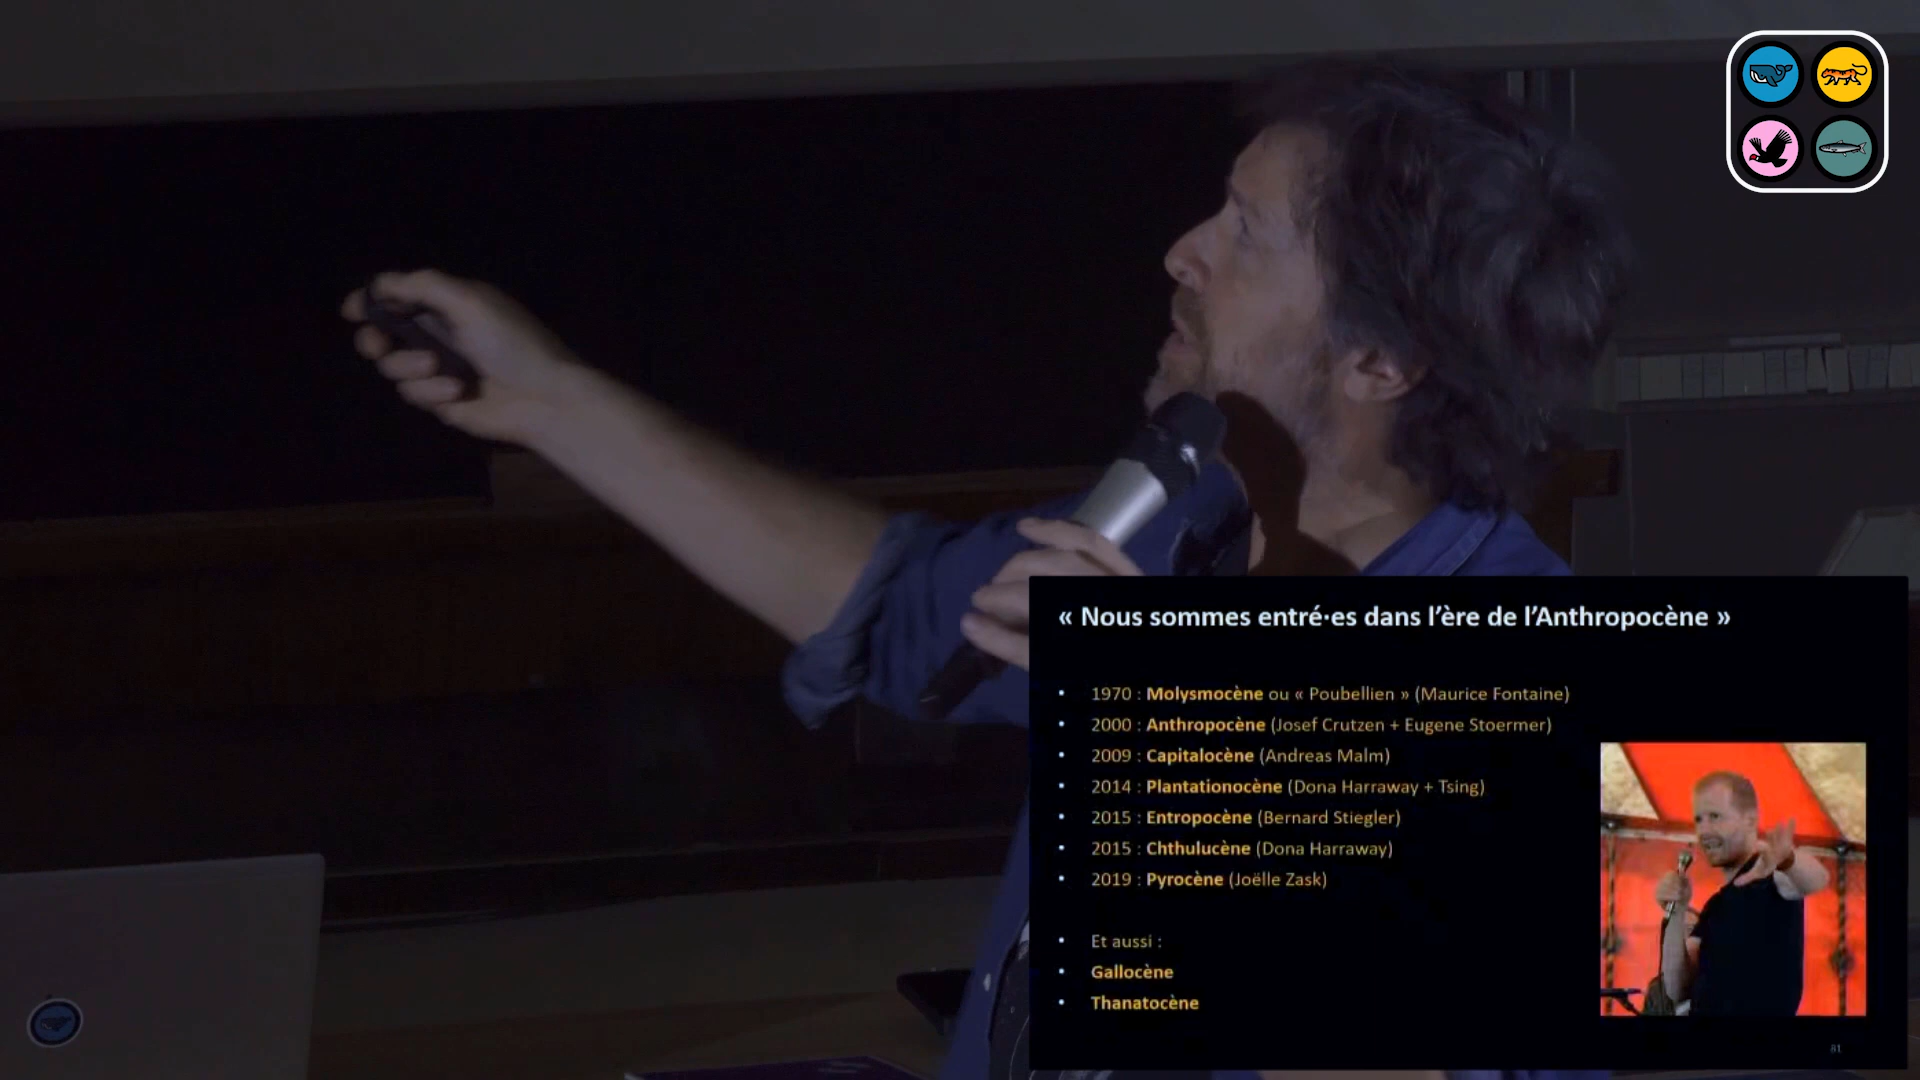 « Nous sommes entré·es dans l’ère de l’Anthropocène »
• 1970 : Molysmocène ou « Poubellien » (Maurice Fontaine)
• 2000 : Anthropocène (Josef Crutzen + Eugene Stoermer)
• 2009 : Capitalocène (Andreas Malm)
• 2014 : Plantationocène (Dona Harraway + Tsing)
• 2015 : Entropocène (Bernard Stiegler)
• 2015 : Chthulucène (Dona Harraway)
• 2019 : Pyrocène (Joëlle Zask)
• Et aussi :
• Gallocène
• Thanatocène
81